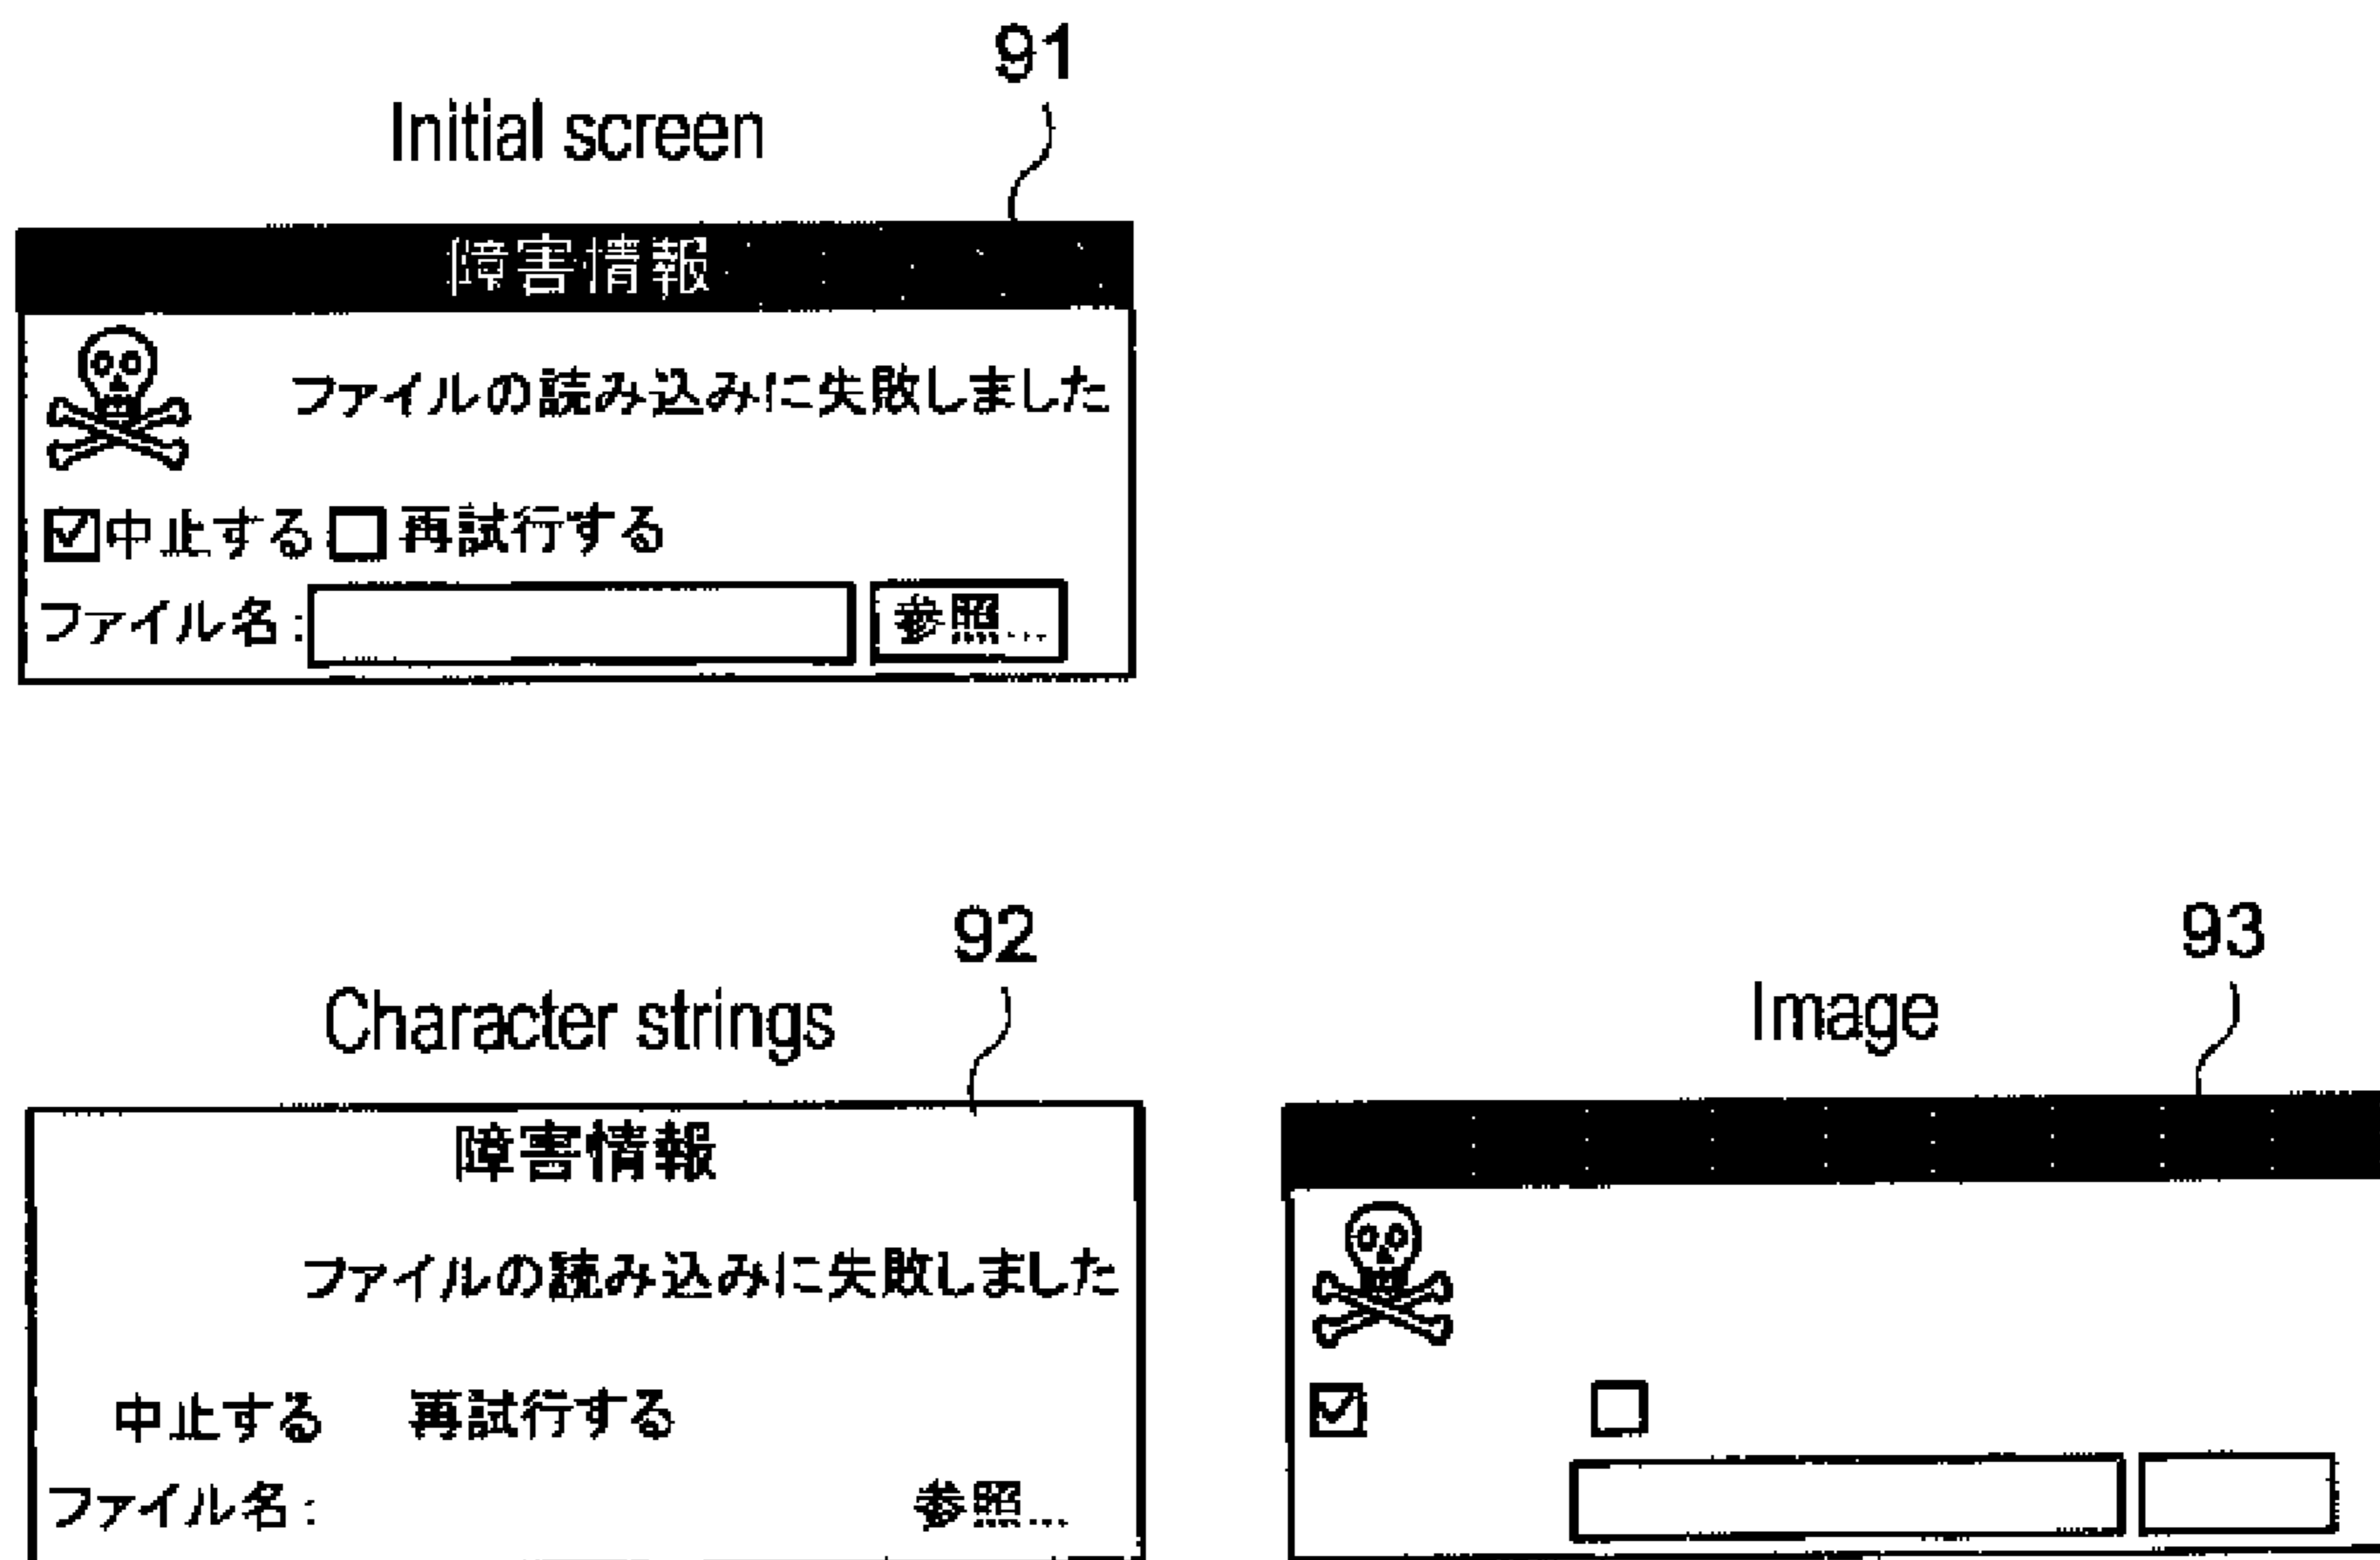 91
Initial screen
障害情報
ファイルの読み込みに失敗しました
中止する 再試行する
ファイル名: 参照...
92
Character strings
障害情報
ファイルの読み込みに失敗しました
中止する 再試行する
ファイル名: 参照...
93
Image